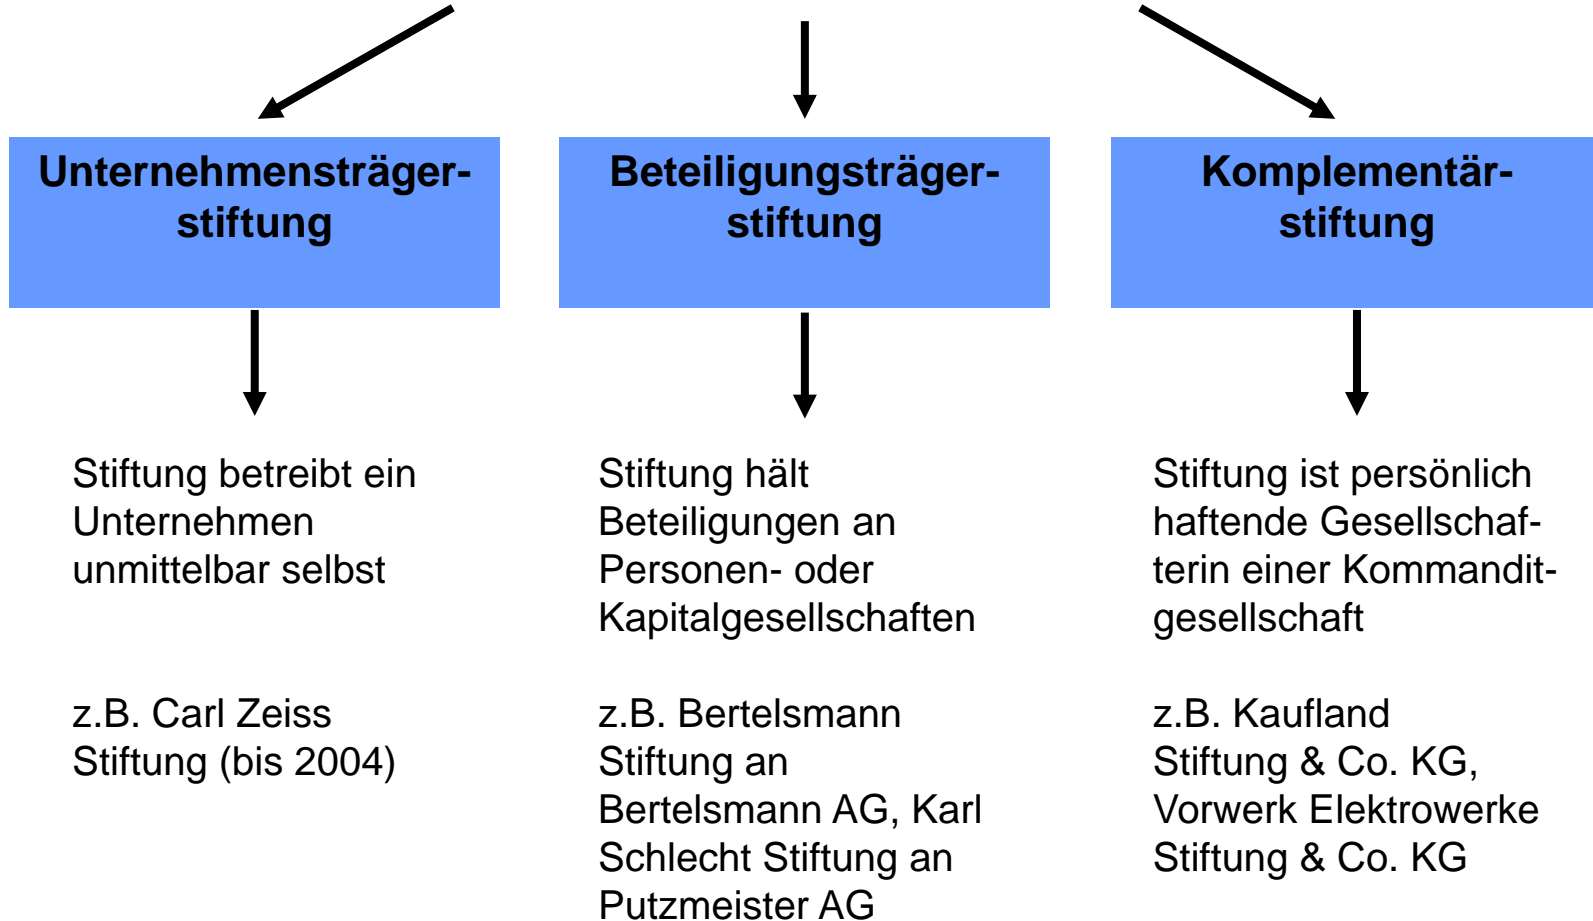 Unternehmensträger-
stiftung
Stiftung betreibt ein
Unternehmen
unmittelbar selbst
z.B. Carl Zeiss
Stiftung (bis 2004)
Beteiligungsträger-
stiftung
Stiftung hält
Beteiligungen an
Personen- oder
Kapitalgesellschaften
z.B. Bertelsmann
Stiftung an
Bertelsmann AG, Karl
Schlecht Stiftung an
Putzmeister AG
Komplementär-
stiftung
Stiftung ist persönlich
haftende Gesellschaf-
terin einer Kommandit-
gesellschaft
z.B. Kaufland
Stiftung & Co. KG,
Vorwerk Elektrowerke
Stiftung & Co. KG